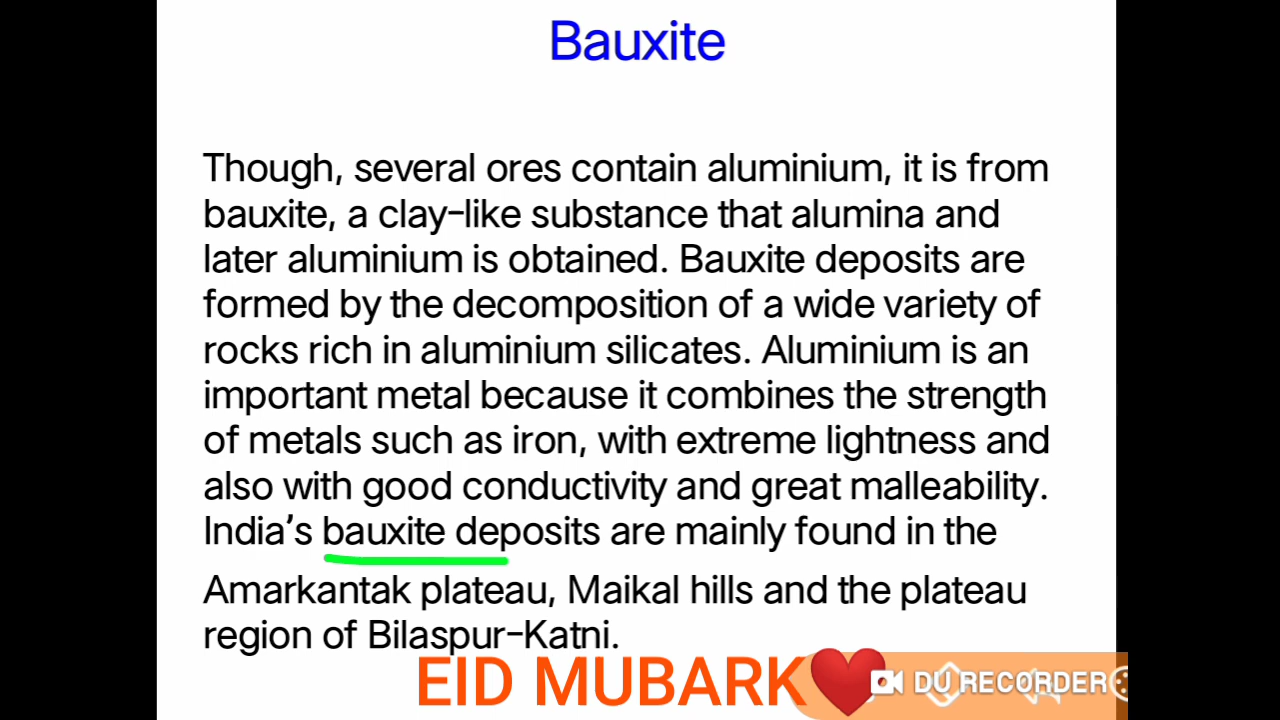 Bauxite
Though, several ores contain aluminium, it is from
bauxite, a clay-like substance that alumina and
later aluminium is obtained. Bauxite deposits are
formed by the decomposition of a wide variety of
rocks rich in aluminium silicates. Aluminium is an
important metal because it combines the strength
of metals such as iron, with extreme lightness and
also with good conductivity and great malleability.
India’s bauxite deposits are mainly found in the
Amarkantak plateau, Maikal hills and the plateau
region of Bilaspur-Katni.
EID MUBARK❤️
DU RECORDER